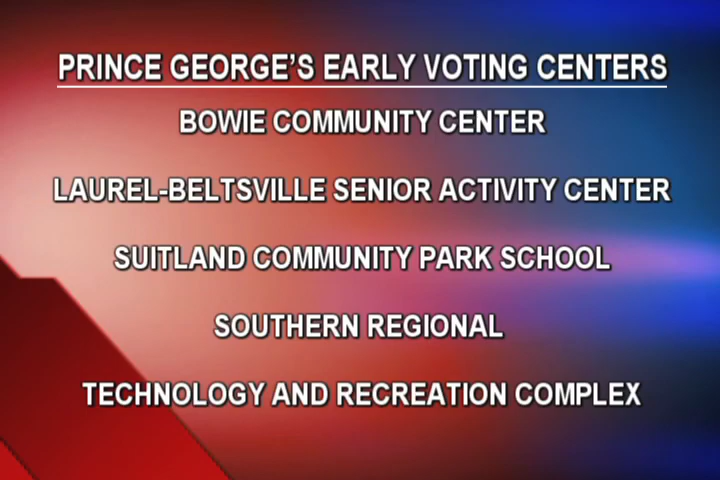 PRINCE GEORGE'S EARLY VOTING CENTERS
BOWIE COMMUNITY CENTER
LAUREL-BELTSVILLE SENIOR ACTIVITY CENTER
SUITLAND COMMUNITY PARK SCHOOL
SOUTHERN REGIONAL
TECHNOLOGY AND RECREATION COMPLEX